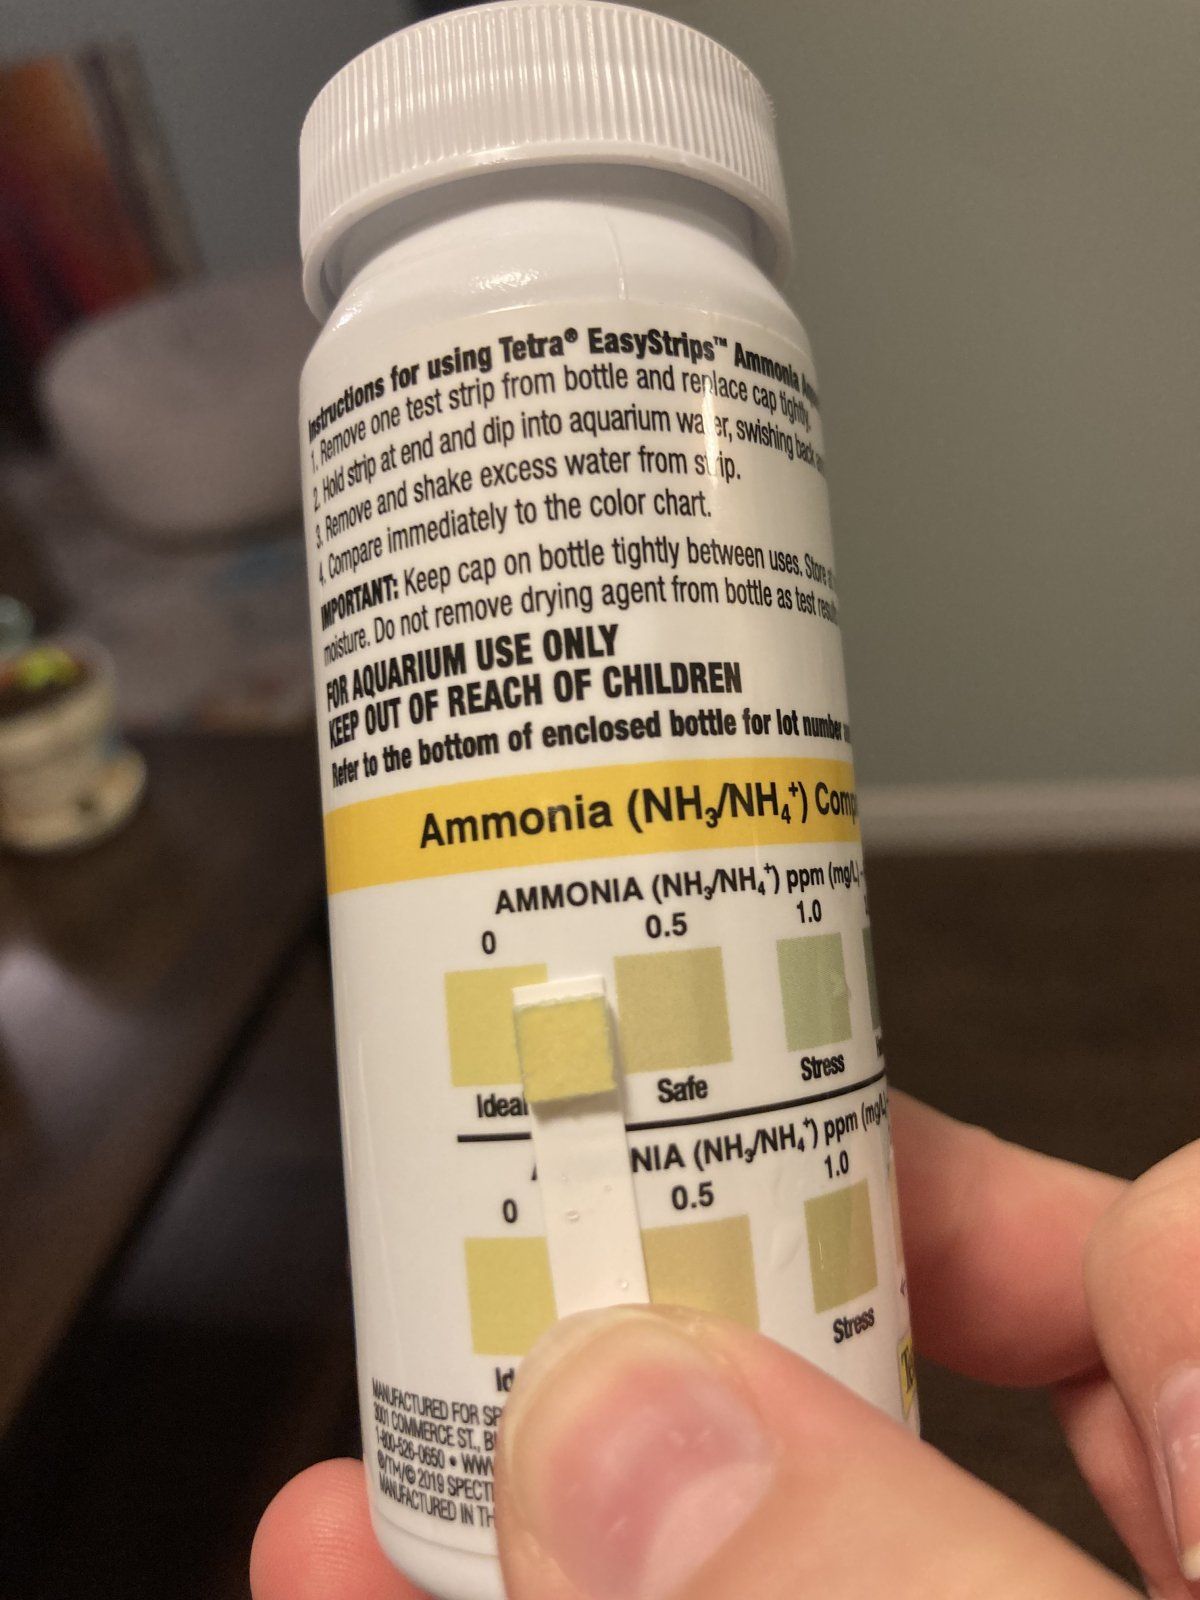 Instructions for using Tetra® EasyStrips™ Ammonia
1. Remove one test strip from bottle and replace cap tightly.
2. Hold strip at end and dip into aquarium water, swishing back
3. Remove and shake excess water from strip.
4. Compare immediately to the color chart.
IMPORTANT: Keep cap on bottle tightly between uses. Store
moisture. Do not remove drying agent from bottle as test
FOR AQUARIUM USE ONLY
KEEP OUT OF REACH OF CHILDREN
Refer to the bottom of enclosed bottle for lot number
Ammonia (NH₃/NH₄⁺)
AMMONIA (NH₃/NH₄⁺) ppm (mg/L)
0 0.5 1.0
Ideal Safe Stress
(NH₃/NH₄⁺) ppm
0 0.5 1.0
Stress
MANUFACTURED FOR
3001 COMMERCE ST.,
1-800-526-0650 •
®/™/© 2019
MANUFACTURED IN